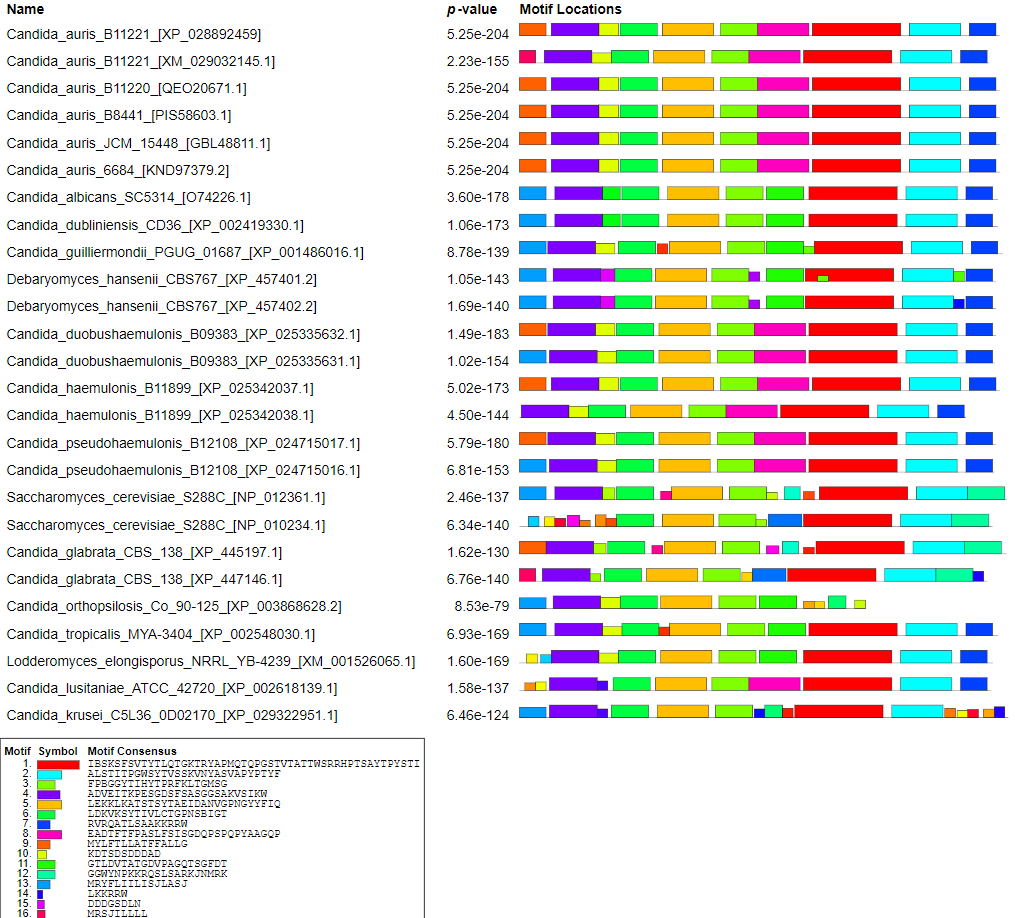 Name p-value Motif Locations
Candida_auris_B11221_[XP_028892459] 5.25e-204
Candida_auris_B11221_[XM_029032145.1] 2.23e-155
Candida_auris_B11220_[QEO20671.1] 5.25e-204
Candida_auris_B8441_[PIS58603.1] 5.25e-204
Candida_auris_JCM_15448_[GBL48811.1] 5.25e-204
Candida_auris_6684_[KND97379.2] 5.25e-204
Candida_albicans_SC5314_[O74226.1] 3.60e-178
Candida_dubliniensis_CD36_[XP_002419330.1] 1.06e-173
Candida_guilliermondii_PGUG_01687_[XP_001486016.1] 8.78e-139
Debaryomyces_hansenii_CBS767_[XP_457401.2] 1.05e-143
Debaryomyces_hansenii_CBS767_[XP_457402.2] 1.69e-140
Candida_duobushaemulonis_B09383_[XP_025335632.1] 1.49e-183
Candida_duobushaemulonis_B09383_[XP_025335631.1] 1.02e-154
Candida_haemulonis_B11899_[XP_025342037.1] 5.02e-173
Candida_haemulonis_B11899_[XP_025342038.1] 4.50e-144
Candida_pseudohaemulonis_B12108_[XP_024715017.1] 5.79e-180
Candida_pseudohaemulonis_B12108_[XP_024715016.1] 6.81e-153
Saccharomyces_cerevisiae_S288C_[NP_012361.1] 2.46e-137
Saccharomyces_cerevisiae_S288C_[NP_010234.1] 6.34e-140
Candida_glabrata_CBS_138_[XP_445197.1] 1.62e-130
Candida_glabrata_CBS_138_[XP_447146.1] 6.76e-140
Candida_orthopsilosis_Co_90-125_[XP_003868628.2] 8.53e-79
Candida_tropicalis_MYA-3404_[XP_002548030.1] 6.93e-169
Lodderomyces_elongisporus_NRRL_YB-4239_[XM_001526065.1] 1.60e-169
Candida_lusitaniae_ATCC_42720_[XP_002618139.1] 1.58e-137
Candida_krusei_C5L36_0D02170_[XP_029322951.1] 6.46e-124
Motif Symbol Motif Consensus
1. IBSKSFSVTYTLQTGKTRYAPMQTQPGSTVTATTWSRRHPTSAYTPYSTI
2. ALSTITPGWSYTVSSKVNYASVAPYPTYF
3. FPBGGYTIHYTPRFKLTGMSG
4. ADVEITKPESGDSFSASGGSAKVSIKW
5. LEKKLKATSTSYTAEIDANVGPNGYYFIQ
6. LDKVKSYTIVLCTGPNSBIGT
7. RVRQATLSAAKKRRW
8. EADTFTFPASLFSISGDQPSPQPYAAGQP
9. MYLFTLLATFFALLG
10. KDTSDSDDDAD
11. GTLDVTATGDVPAGQTSGFDT
12. GGWYNPKKRQSLSARKJNMRK
13. MRYFLIILISJLASJ
14. LKKRRW
15. DDDGSDLN
16. MRSJILLLL